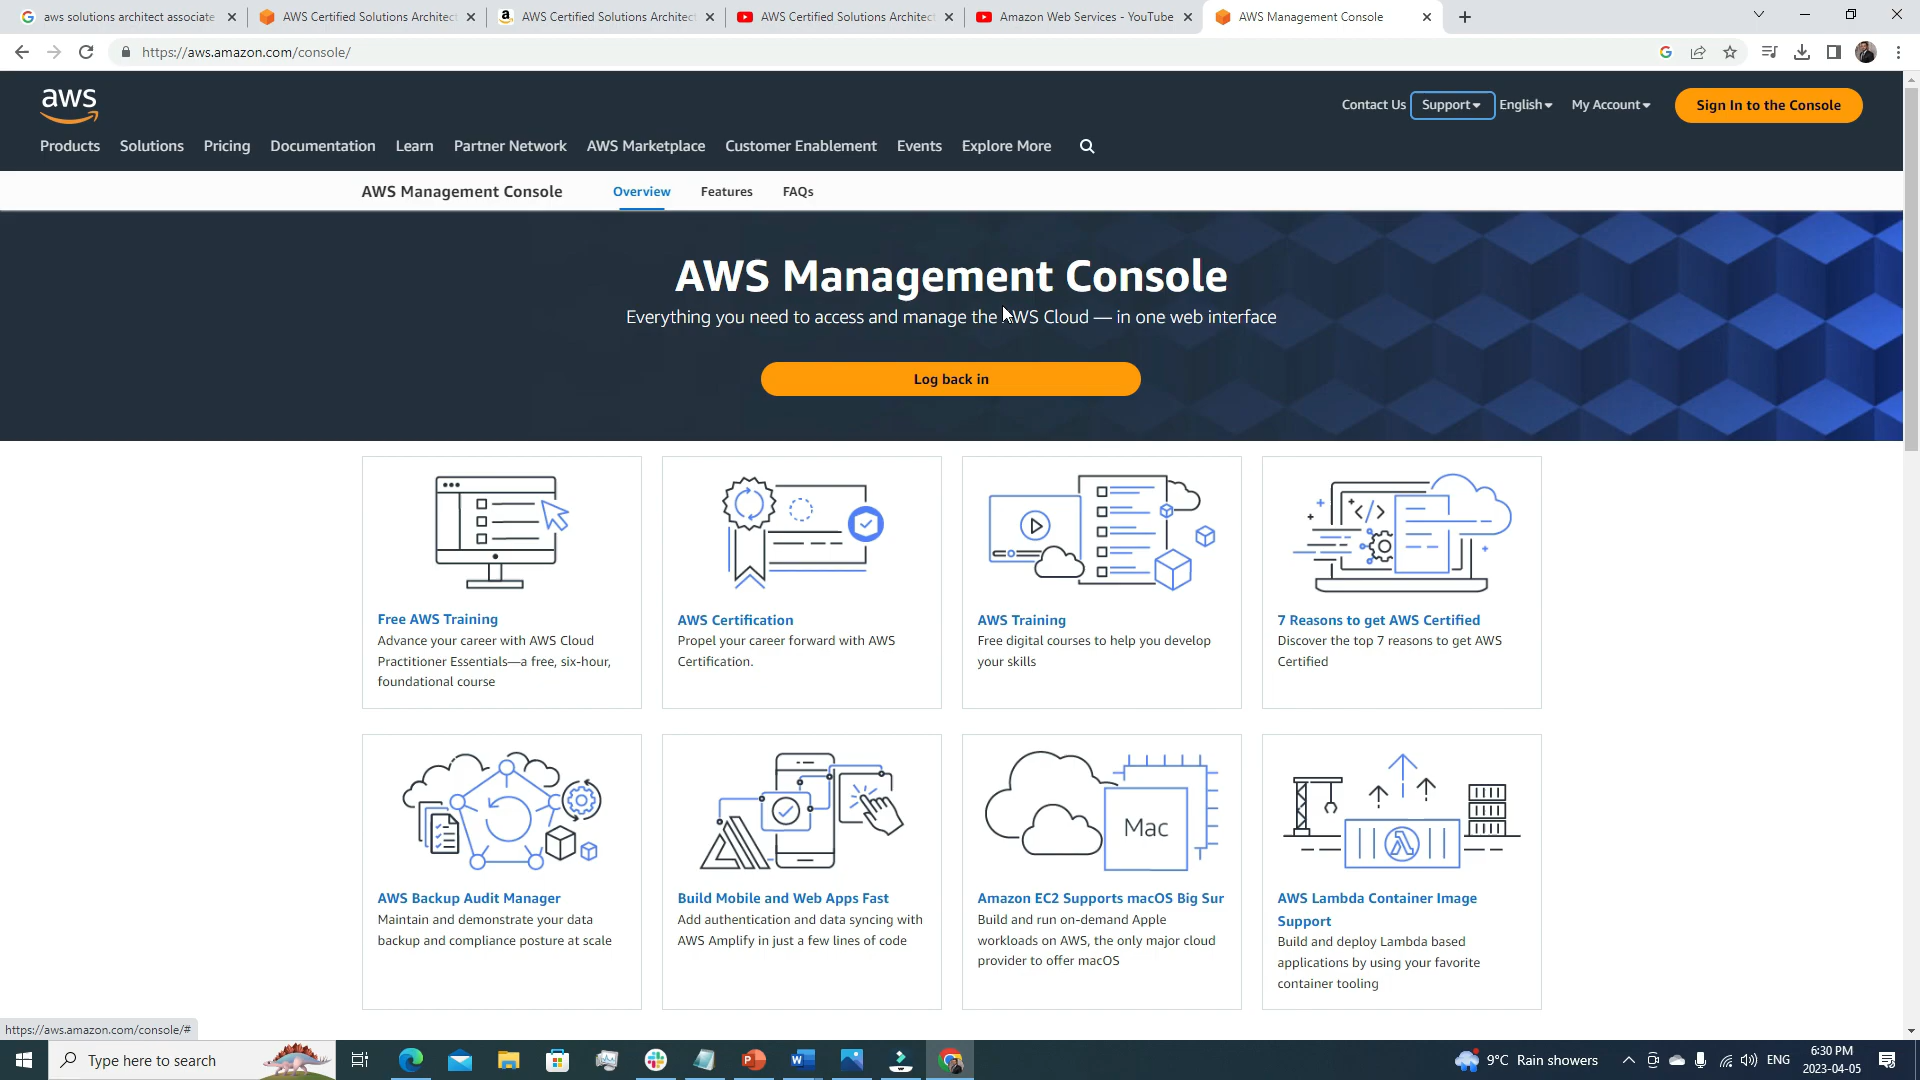 aws solutions architect associate
AWS Certified Solutions Architect
AWS Certified Solutions Architect
AWS Certified Solutions Architect
Amazon Web Services - YouTube
AWS Management Console
https://aws.amazon.com/console/
aws
Contact Us
Support
English
My Account
Sign In to the Console
Products
Solutions
Pricing
Documentation
Learn
Partner Network
AWS Marketplace
Customer Enablement
Events
Explore More
AWS Management Console
Overview
Features
FAQs
AWS Management Console
Everything you need to access and manage the AWS Cloud — in one web interface
Log back in
Free AWS Training
Advance your career with AWS Cloud
Practitioner Essentials—a free, six-hour,
foundational course
AWS Certification
Propel your career forward with AWS
Certification.
AWS Training
Free digital courses to help you develop
your skills
7 Reasons to get AWS Certified
Discover the top 7 reasons to get AWS
Certified
AWS Backup Audit Manager
Maintain and demonstrate your data
backup and compliance posture at scale
Build Mobile and Web Apps Fast
Add authentication and data syncing with
AWS Amplify in just a few lines of code
Mac
Amazon EC2 Supports macOS Big Sur
Build and run on-demand Apple
workloads on AWS, the only major cloud
provider to offer macOS
AWS Lambda Container Image
Support
Build and deploy Lambda based
applications by using your favorite
container tooling
https://aws.amazon.com/console/#
Type here to search
9°C Rain showers
ENG
6:30 PM
2023-04-05